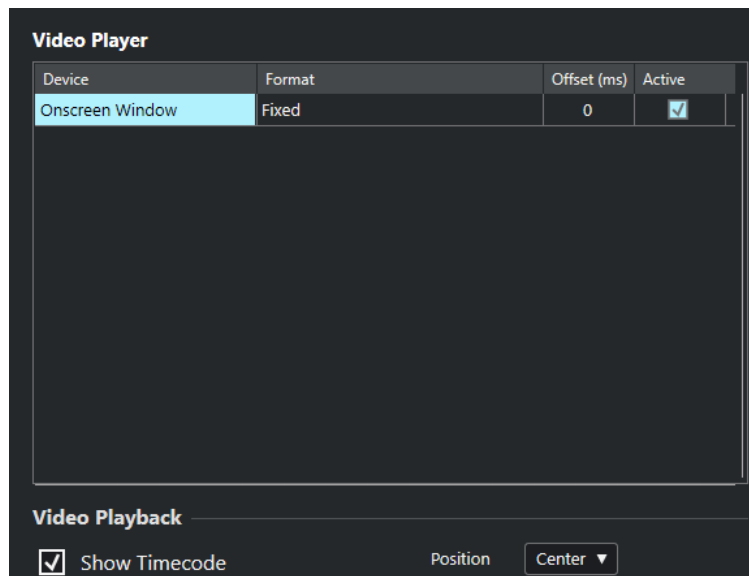 Video Player
Device Format Offset (ms) Active
Onscreen Window Fixed 0
Video Playback
Show Timecode Position Center